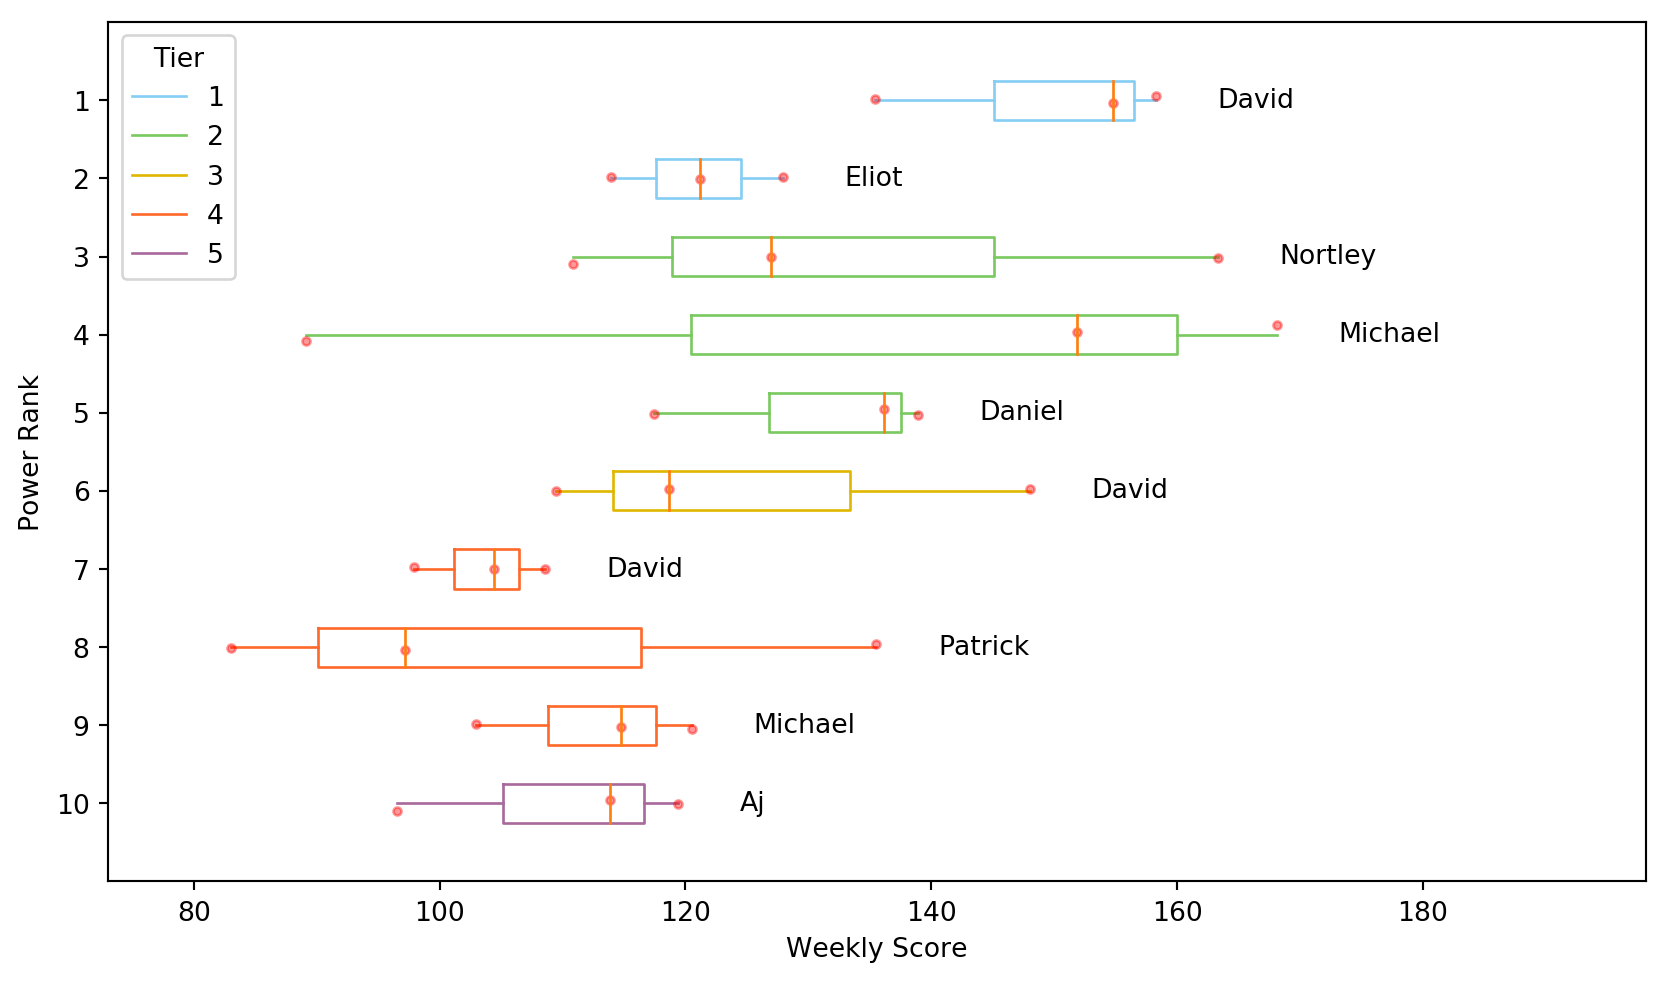 Tier
1
2
3
4
5
1 David
2 Eliot
3 Nortley
4 Michael
5 Daniel
6 David
7 David
8 Patrick
9 Michael
10 Aj
Power Rank
80 100 120 140 160 180
Weekly Score